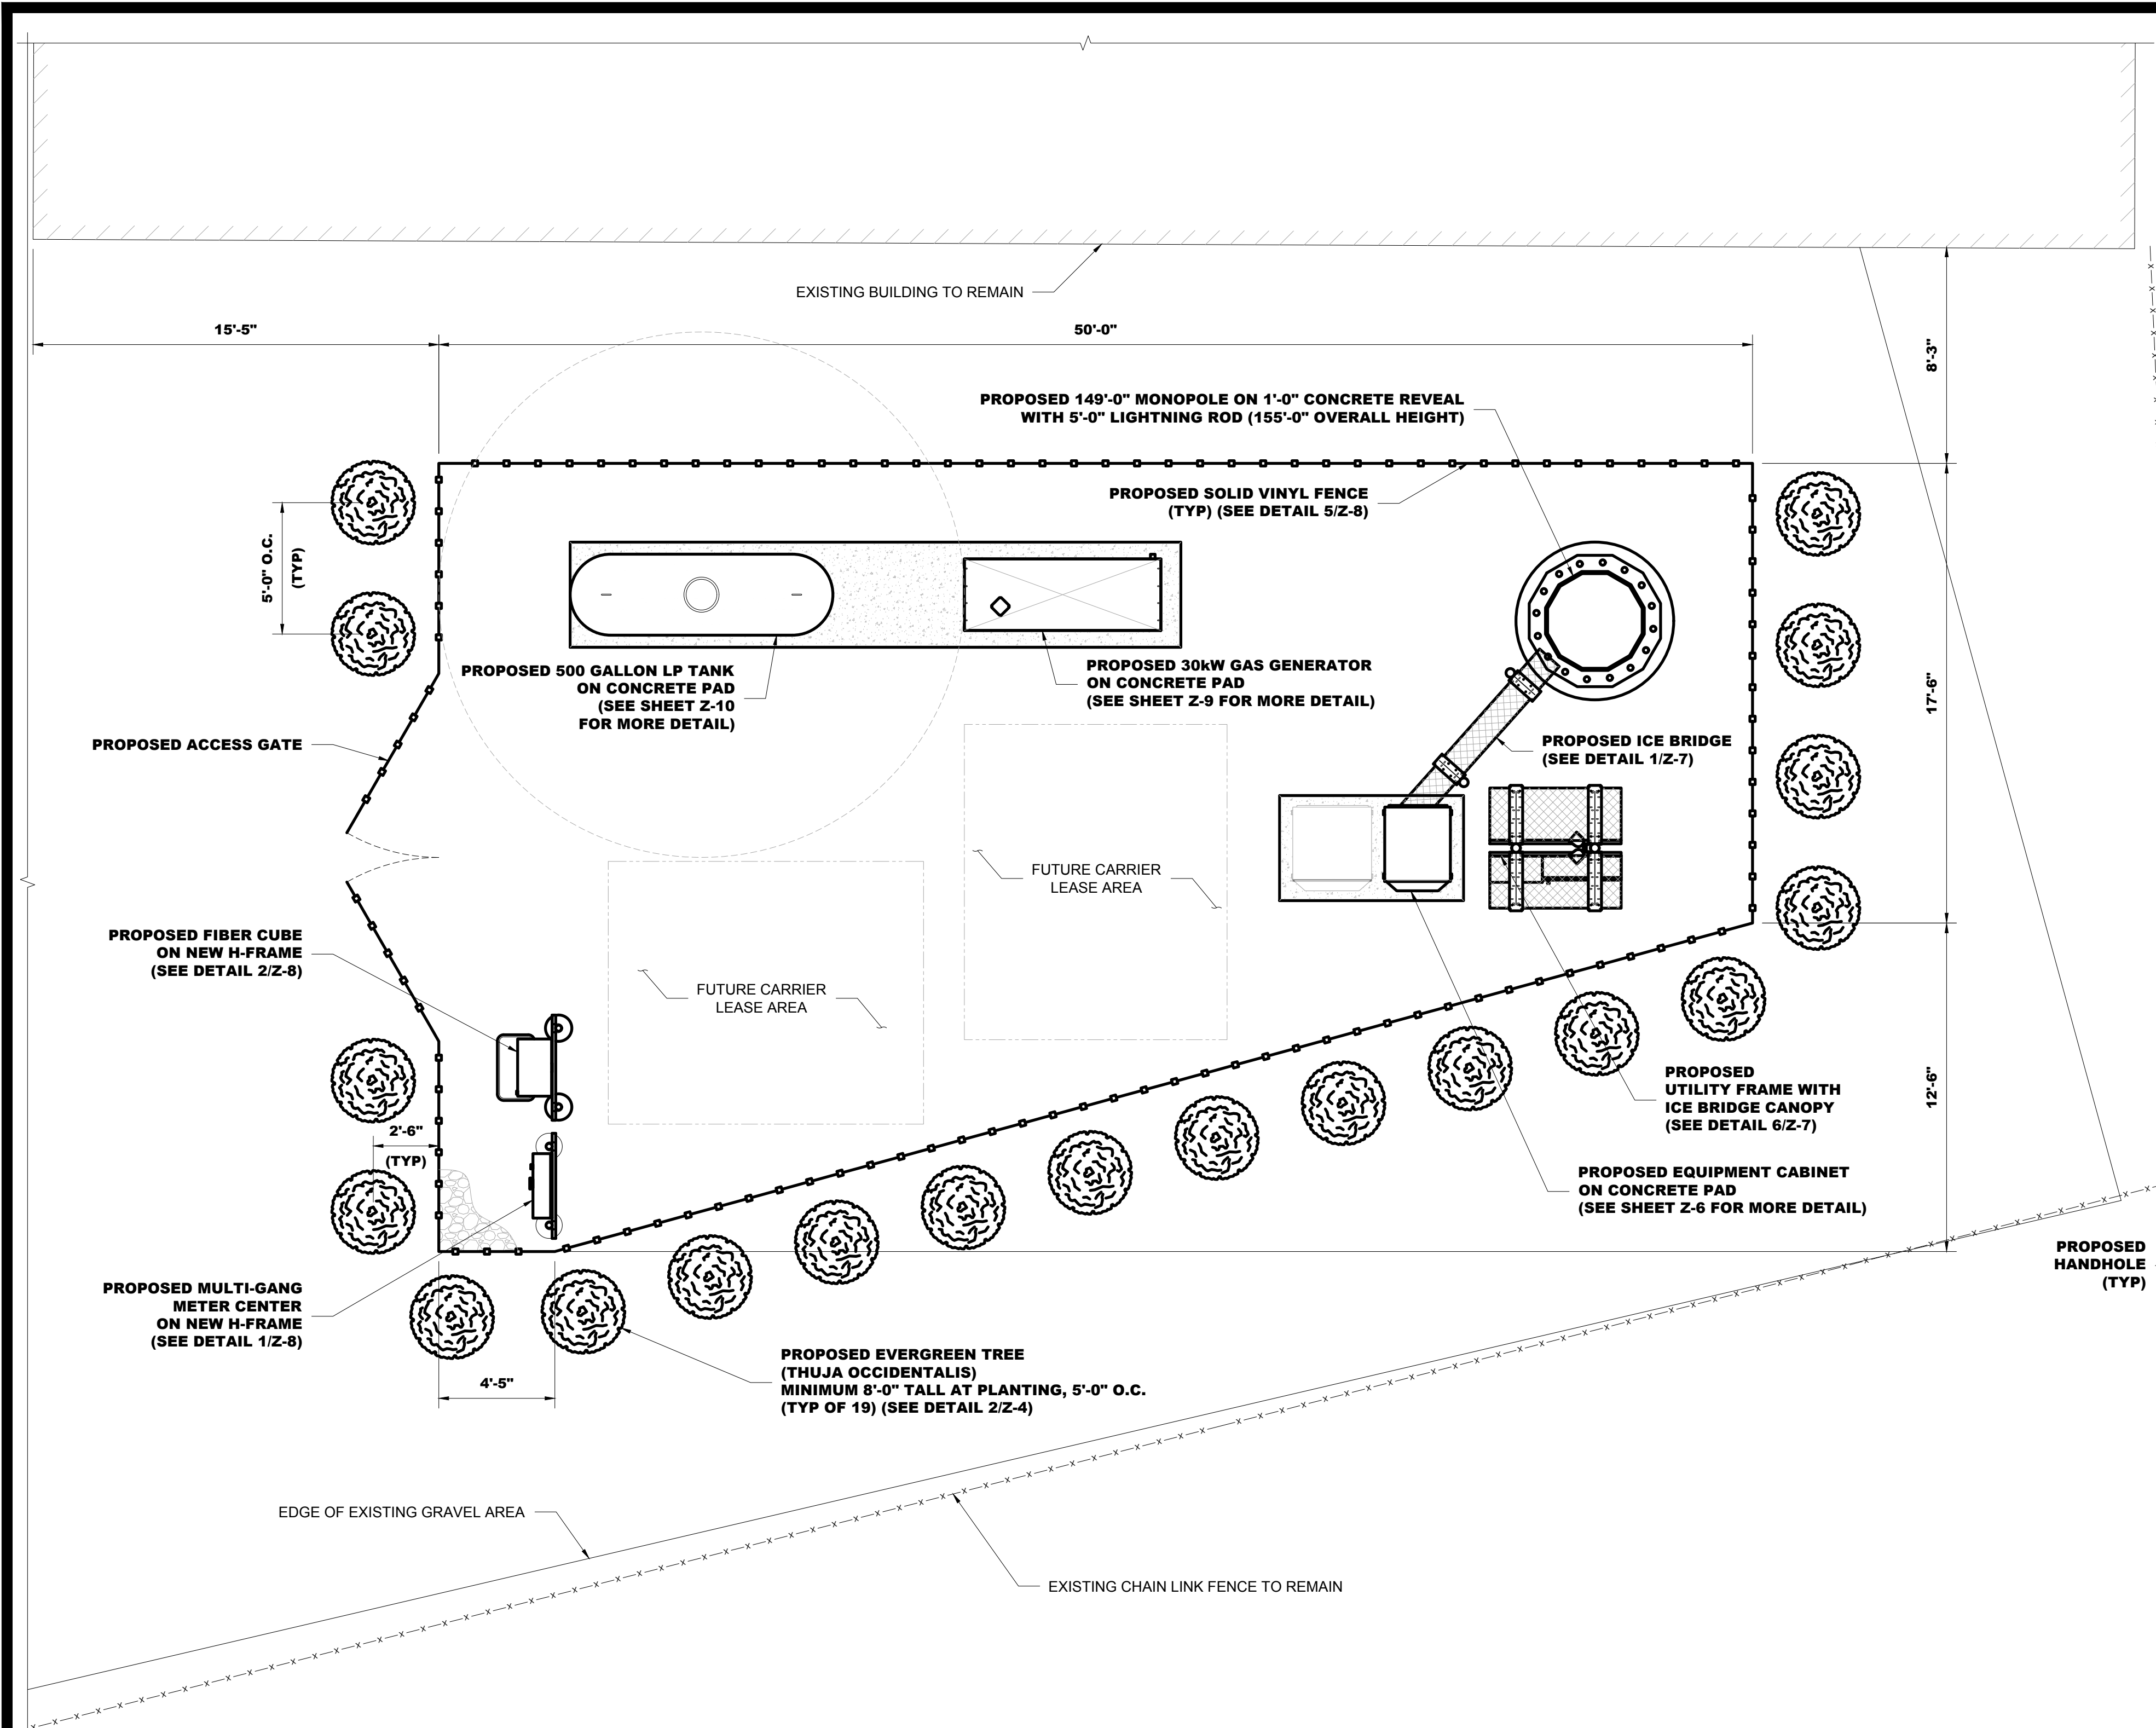 EXISTING BUILDING TO REMAIN
15'-5"
50'-0"
8'-3"
PROPOSED 149'-0" MONOPOLE ON 1'-0" CONCRETE REVEAL
WITH 5'-0" LIGHTNING ROD (155'-0" OVERALL HEIGHT)
PROPOSED SOLID VINYL FENCE
(TYP) (SEE DETAIL 5/Z-8)
5'-0" O.C.
(TYP)
PROPOSED 500 GALLON LP TANK
ON CONCRETE PAD
(SEE SHEET Z-10
FOR MORE DETAIL)
PROPOSED 30kW GAS GENERATOR
ON CONCRETE PAD
(SEE SHEET Z-9 FOR MORE DETAIL)
17'-6"
PROPOSED ACCESS GATE
PROPOSED ICE BRIDGE
(SEE DETAIL 1/Z-7)
FUTURE CARRIER
LEASE AREA
PROPOSED FIBER CUBE
ON NEW H-FRAME
(SEE DETAIL 2/Z-8)
FUTURE CARRIER
LEASE AREA
PROPOSED
UTILITY FRAME WITH
ICE BRIDGE CANOPY
(SEE DETAIL 6/Z-7)
12'-6"
2'-6"
(TYP)
PROPOSED EQUIPMENT CABINET
ON CONCRETE PAD
(SEE SHEET Z-6 FOR MORE DETAIL)
PROPOSED
HANDHOLE
(TYP)
PROPOSED MULTI-GANG
METER CENTER
ON NEW H-FRAME
(SEE DETAIL 1/Z-8)
4'-5"
PROPOSED EVERGREEN TREE
(THUJA OCCIDENTALIS)
MINIMUM 8'-0" TALL AT PLANTING, 5'-0" O.C.
(TYP OF 19) (SEE DETAIL 2/Z-4)
EDGE OF EXISTING GRAVEL AREA
EXISTING CHAIN LINK FENCE TO REMAIN